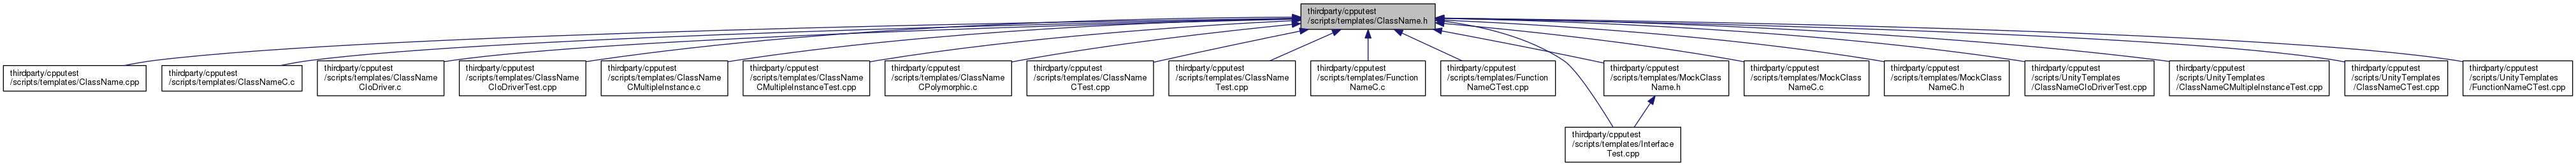 thirdparty/cpputest
/scripts/templates/ClassName.h
thirdparty/cpputest
/scripts/templates/ClassName.cpp
thirdparty/cpputest
/scripts/templates/ClassNameC.c
thirdparty/cpputest
/scripts/templates/ClassName
CIoDriver.c
thirdparty/cpputest
/scripts/templates/ClassName
CIoDriverTest.cpp
thirdparty/cpputest
/scripts/templates/ClassName
CMultipleInstance.c
thirdparty/cpputest
/scripts/templates/ClassName
CMultipleInstanceTest.cpp
thirdparty/cpputest
/scripts/templates/ClassName
CPolymorphic.c
thirdparty/cpputest
/scripts/templates/ClassName
CTest.cpp
thirdparty/cpputest
/scripts/templates/ClassName
Test.cpp
thirdparty/cpputest
/scripts/templates/Function
NameC.c
thirdparty/cpputest
/scripts/templates/Function
NameCTest.cpp
thirdparty/cpputest
/scripts/templates/MockClass
Name.h
thirdparty/cpputest
/scripts/templates/MockClass
NameC.c
thirdparty/cpputest
/scripts/templates/MockClass
NameC.h
thirdparty/cpputest
/scripts/UnityTemplates
/ClassNameCIoDriverTest.cpp
thirdparty/cpputest
/scripts/UnityTemplates
/ClassNameCMultipleInstanceTest.cpp
thirdparty/cpputest
/scripts/UnityTemplates
/ClassNameCTest.cpp
thirdparty/cpputest
/scripts/UnityTemplates
/FunctionNameCTest.cpp
thirdparty/cpputest
/scripts/templates/Interface
Test.cpp